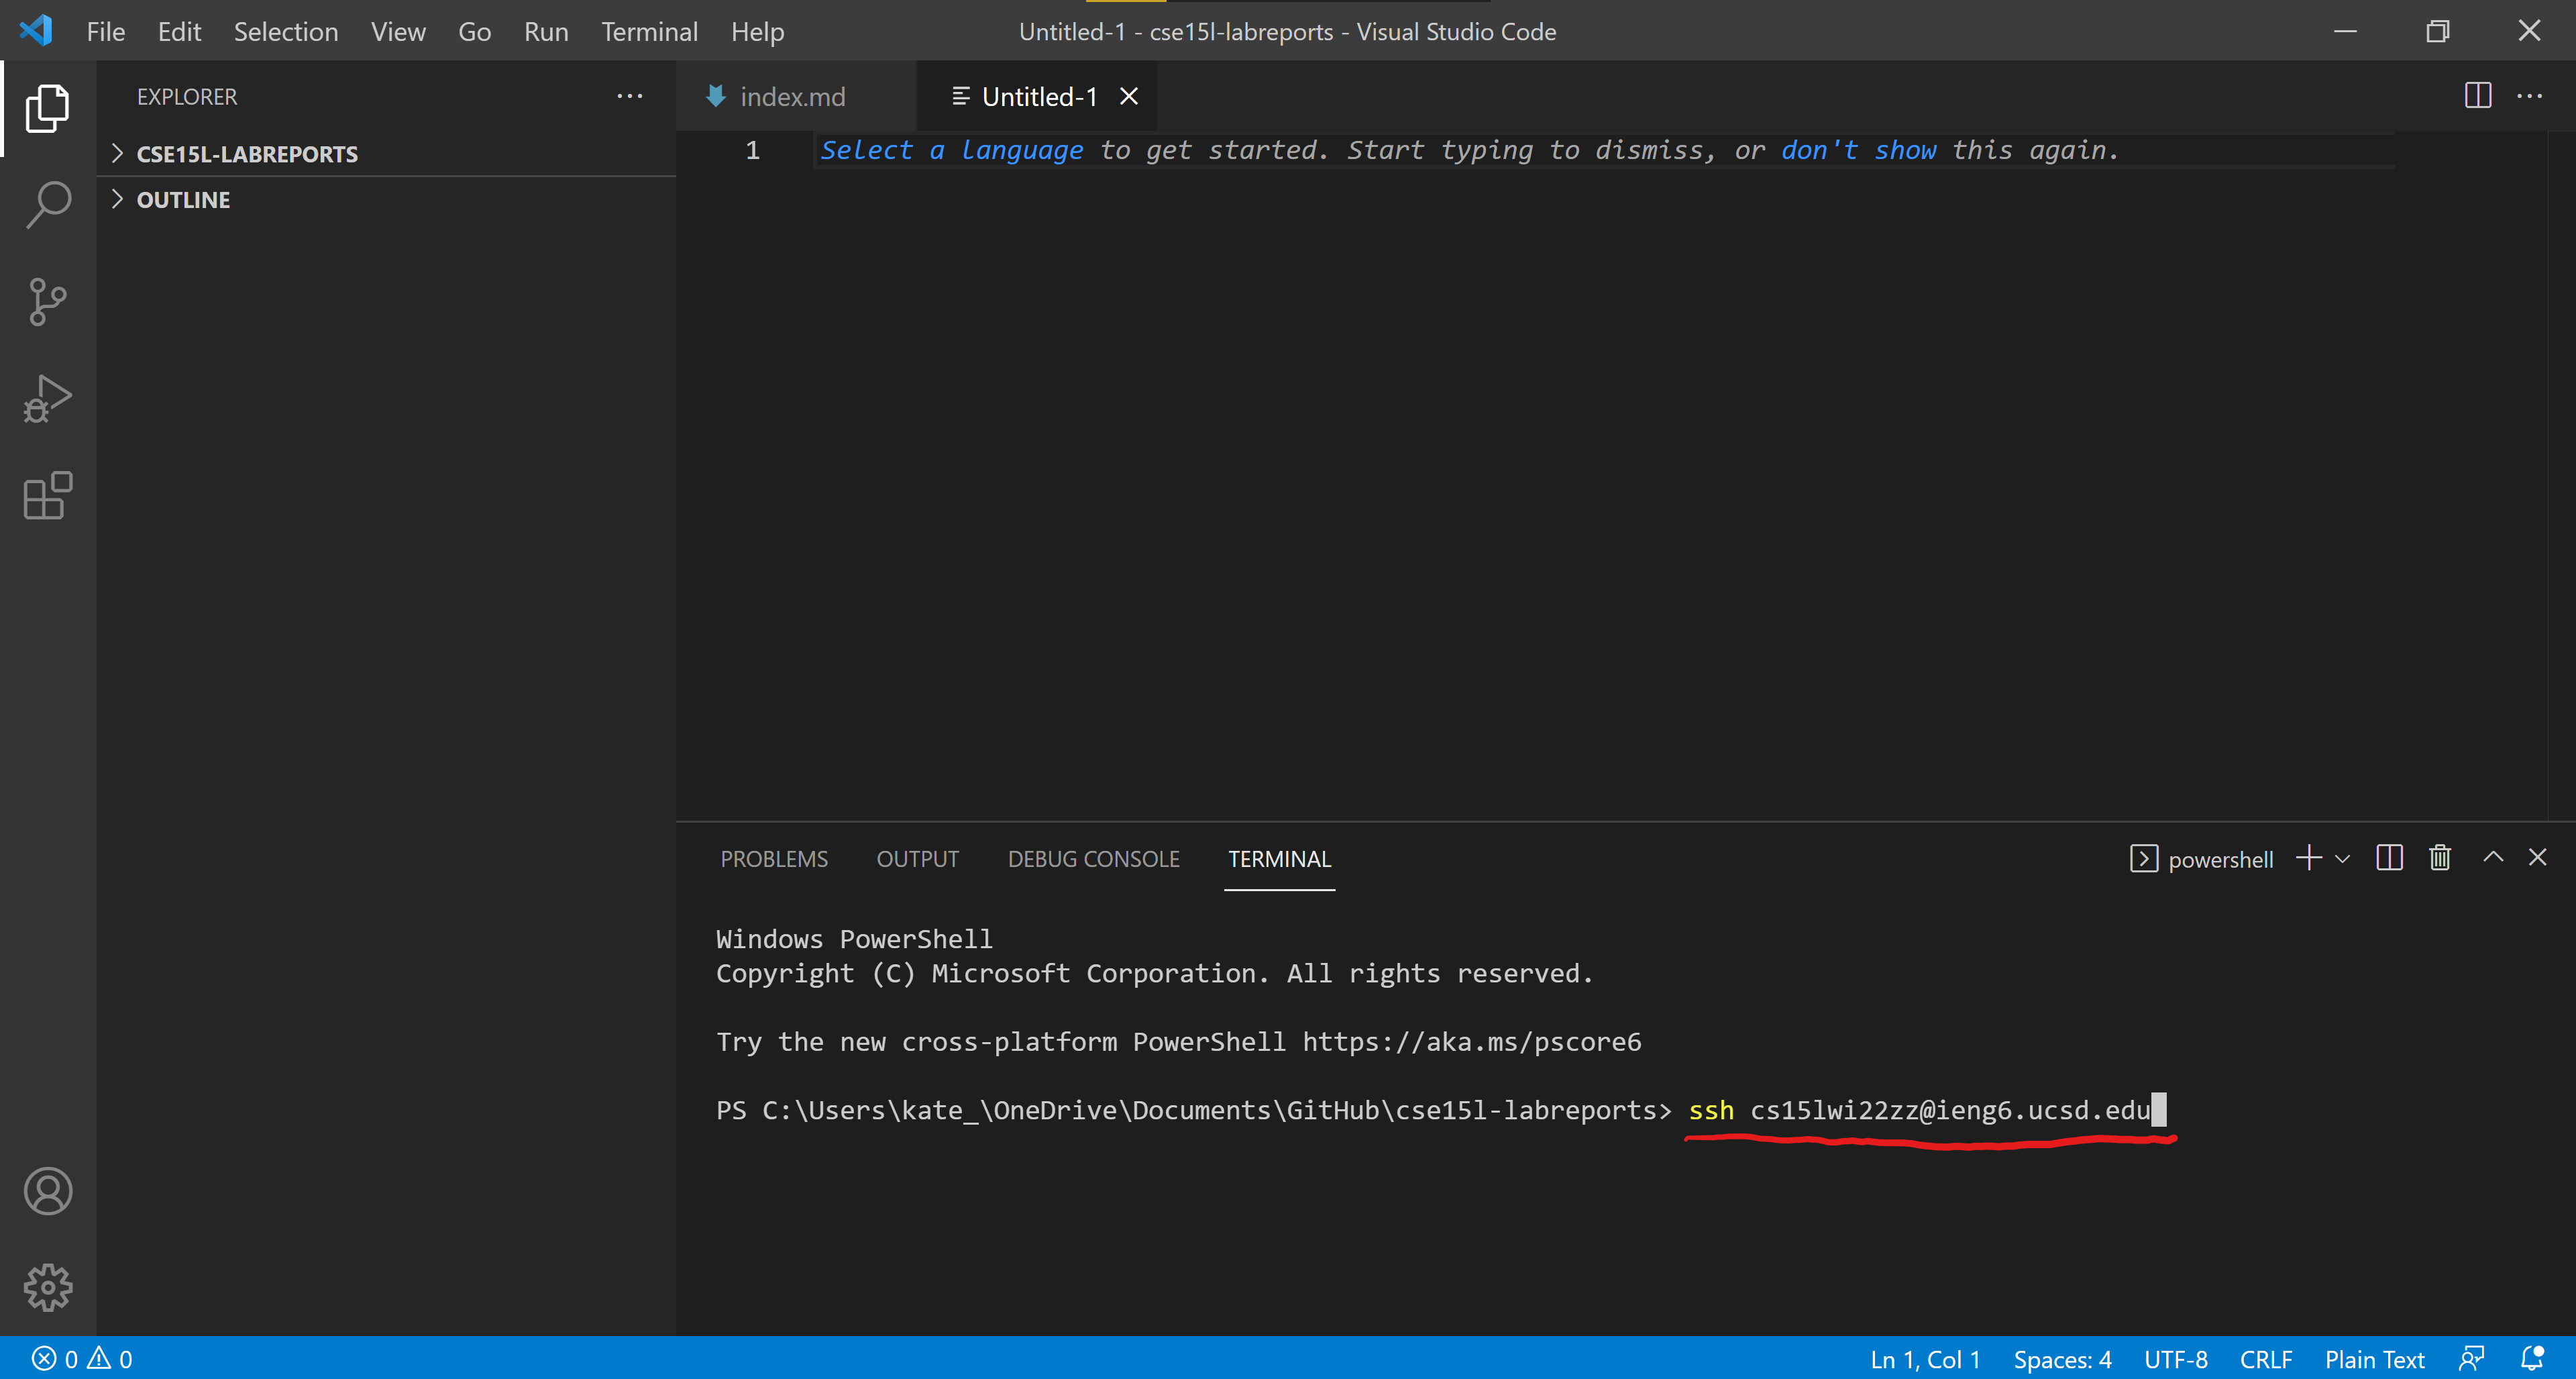 File Edit Selection View Go Run Terminal Help
Untitled-1 - cse15l-labreports - Visual Studio Code
EXPLORER
CSE15L-LABREPORTS
OUTLINE
index.md
Untitled-1
1 Select a language to get started. Start typing to dismiss, or don't show this again.
PROBLEMS OUTPUT DEBUG CONSOLE TERMINAL
powershell
Windows PowerShell
Copyright (C) Microsoft Corporation. All rights reserved.
Try the new cross-platform PowerShell https://aka.ms/pscore6
PS C:\Users\kate_\OneDrive\Documents\GitHub\cse15l-labreports> ssh cs15lwi22zz@ieng6.ucsd.edu
0 0
Ln 1, Col 1 Spaces: 4 UTF-8 CRLF Plain Text